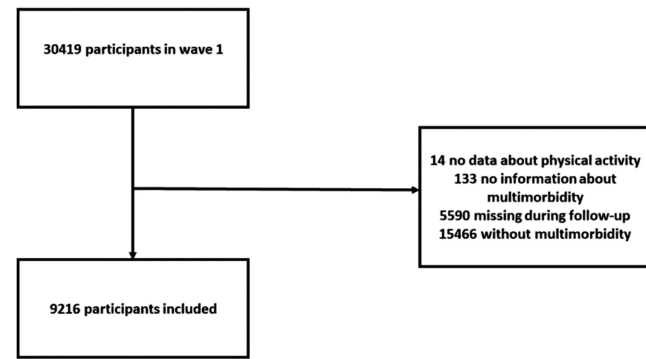 30419 participants in wave 1
14 no data about physical activity
133 no information about
multimorbidity
5590 missing during follow-up
15466 without multimorbidity
9216 participants included